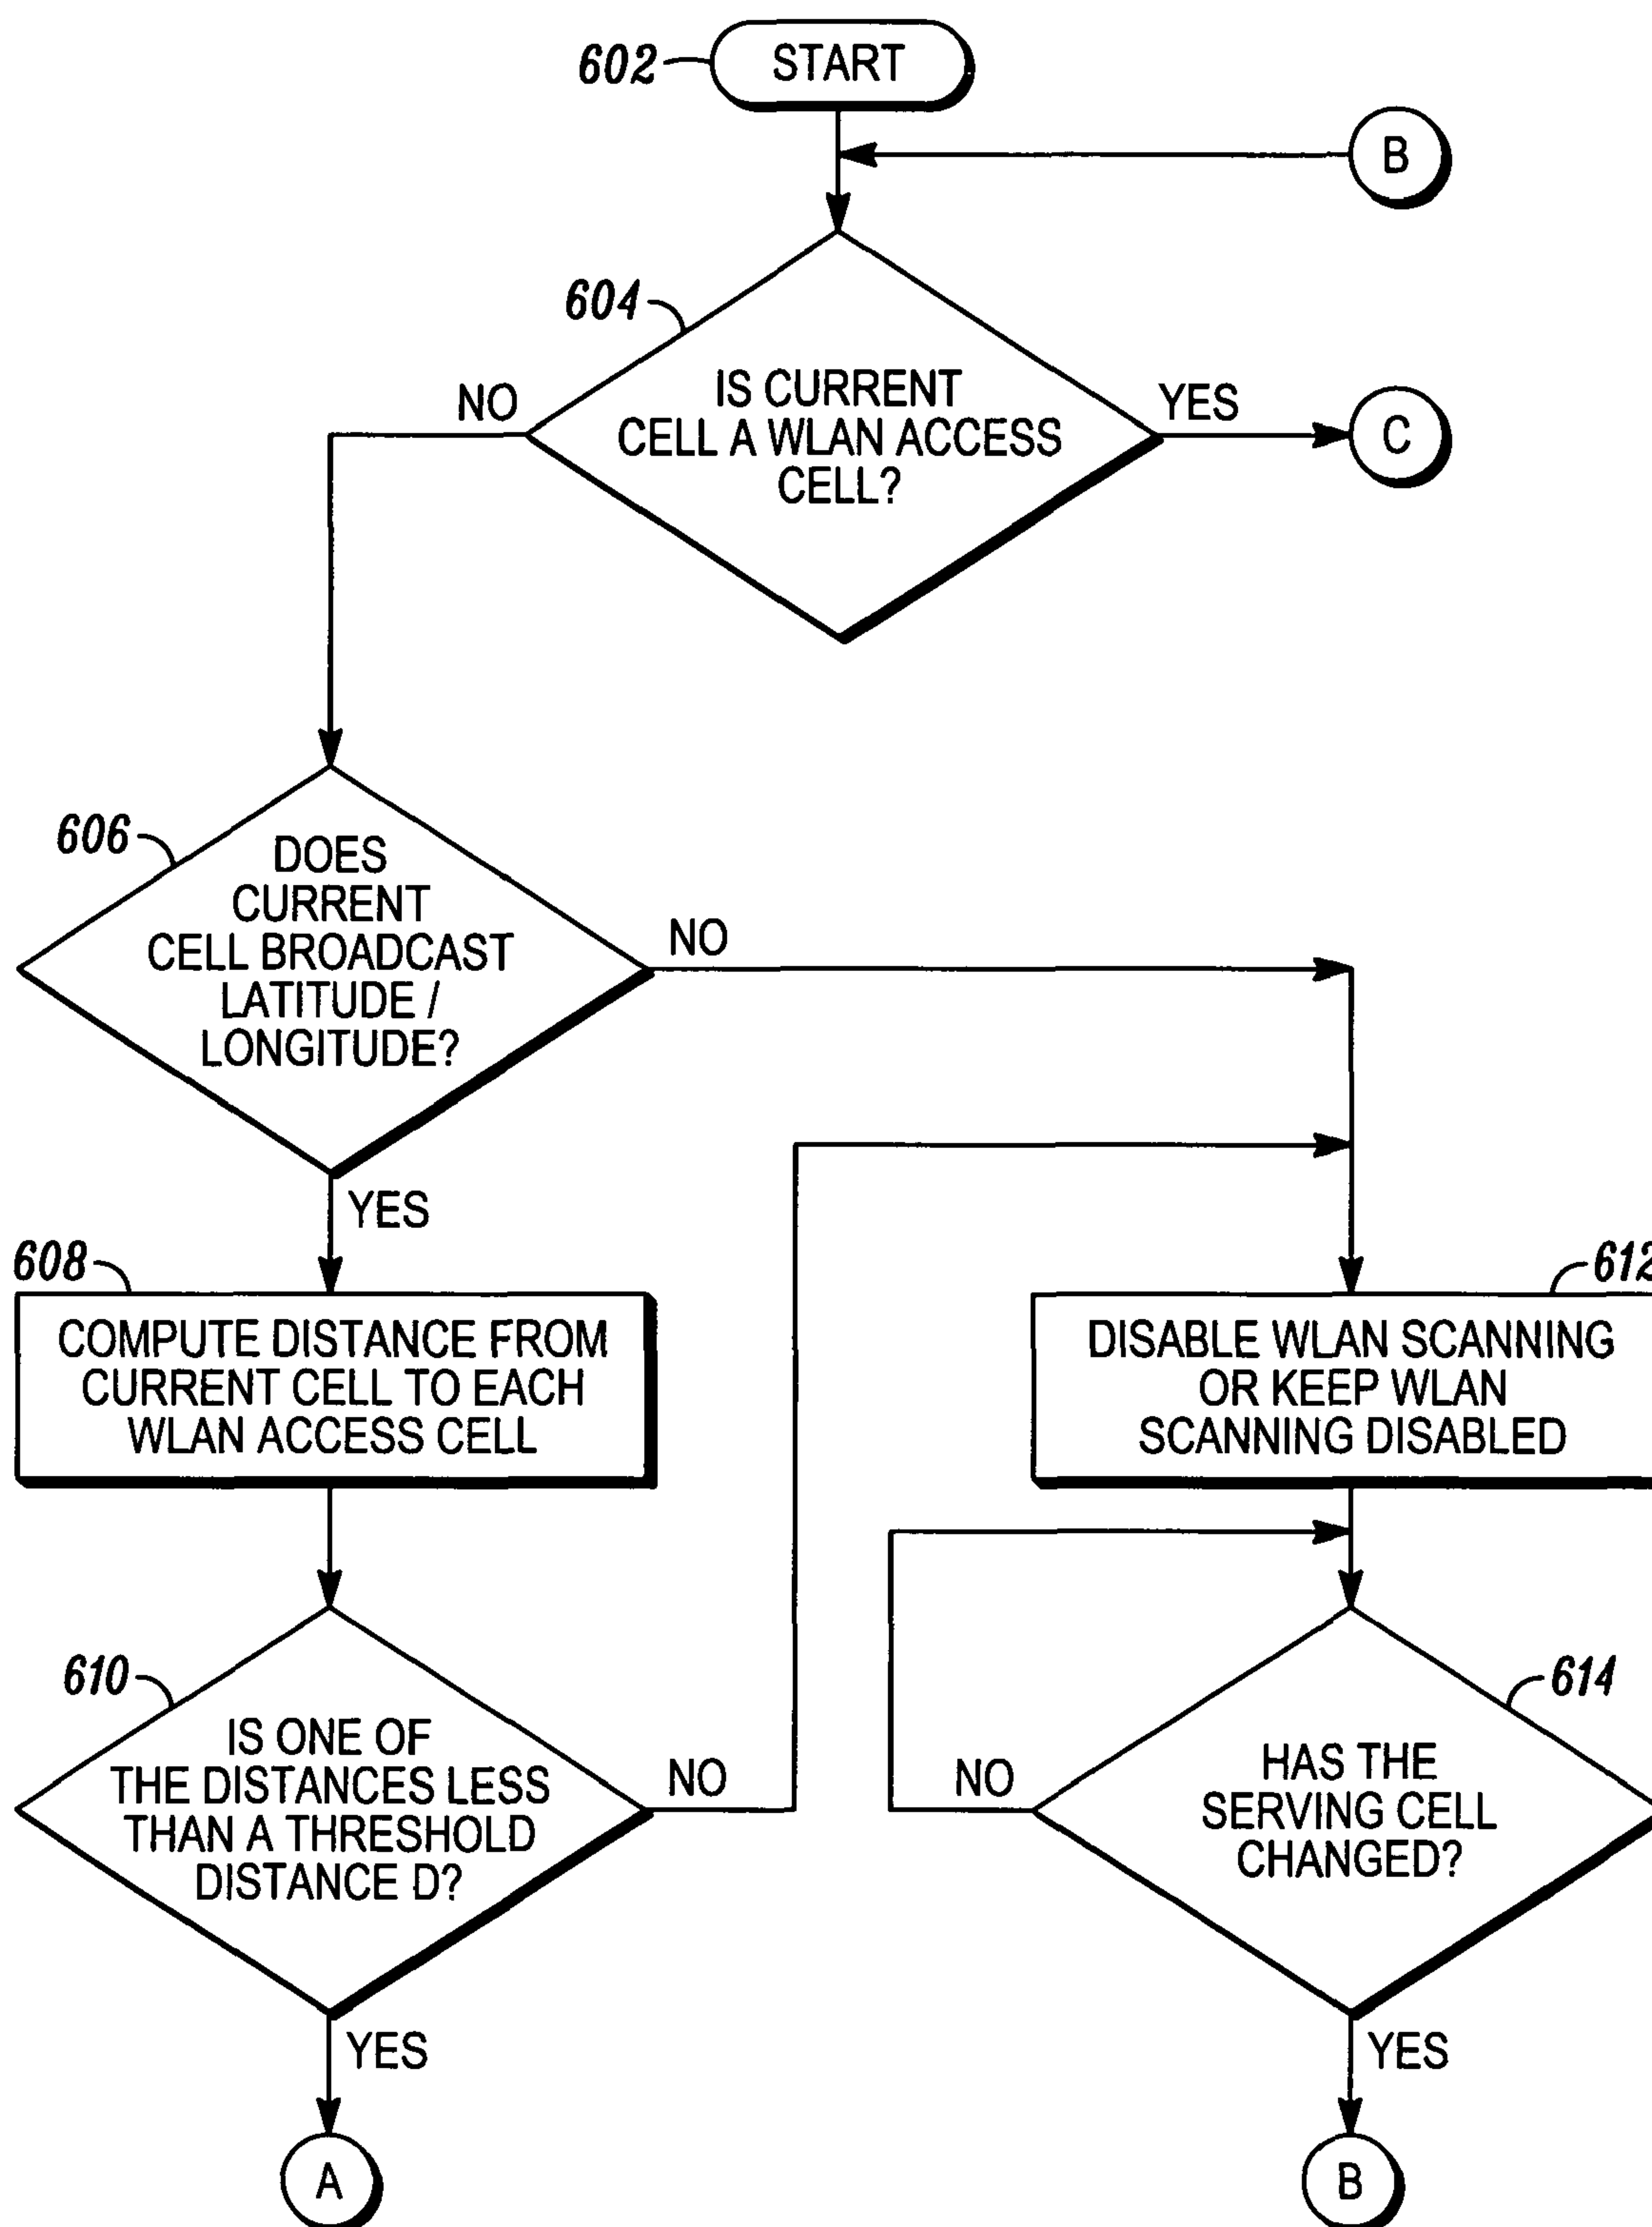 602
START
B
604
IS CURRENT
CELL A WLAN ACCESS
CELL?
NO
YES
C
606
DOES
CURRENT
CELL BROADCAST
LATITUDE /
LONGITUDE?
NO
YES
608
COMPUTE DISTANCE FROM
CURRENT CELL TO EACH
WLAN ACCESS CELL
612
DISABLE WLAN SCANNING
OR KEEP WLAN
SCANNING DISABLED
610
IS ONE OF
THE DISTANCES LESS
THAN A THRESHOLD
DISTANCE D?
NO
YES
A
614
HAS THE
SERVING CELL
CHANGED?
NO
YES
B